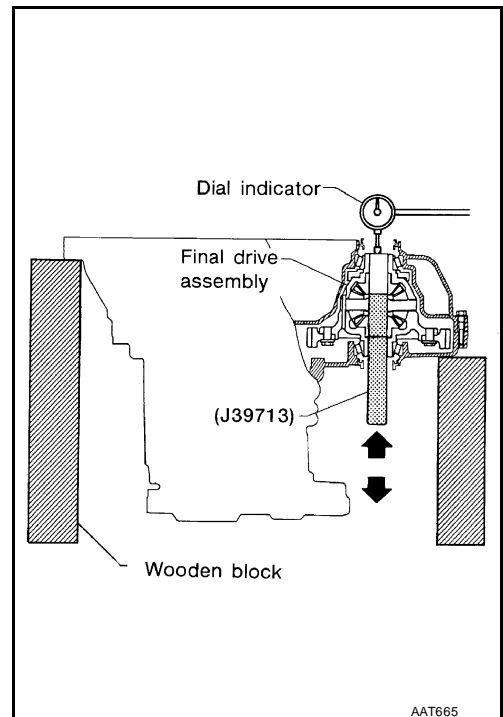 Dial indicator
Final drive
assembly
(J39713)
Wooden block
AAT665